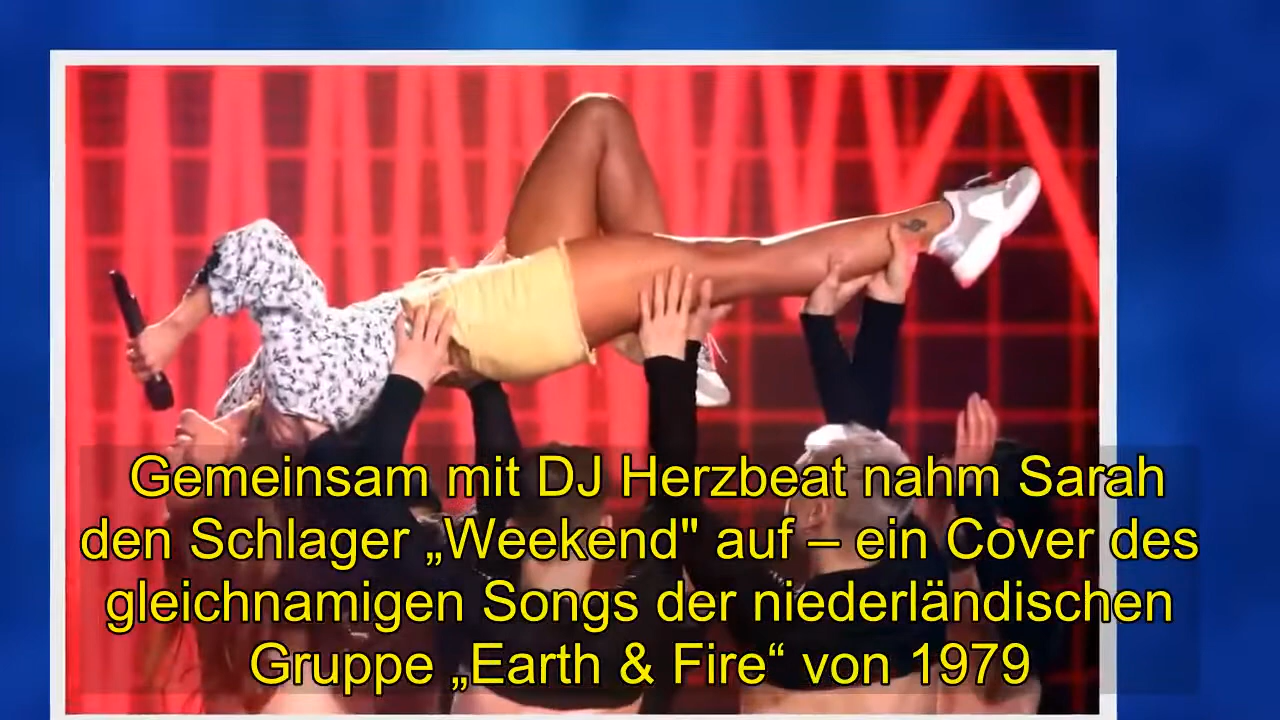 Gemeinsam mit DJ Herzbeat nahm Sarah
den Schlager „Weekend" auf – ein Cover des
gleichnamigen Songs der niederländischen
Gruppe „Earth & Fire“ von 1979